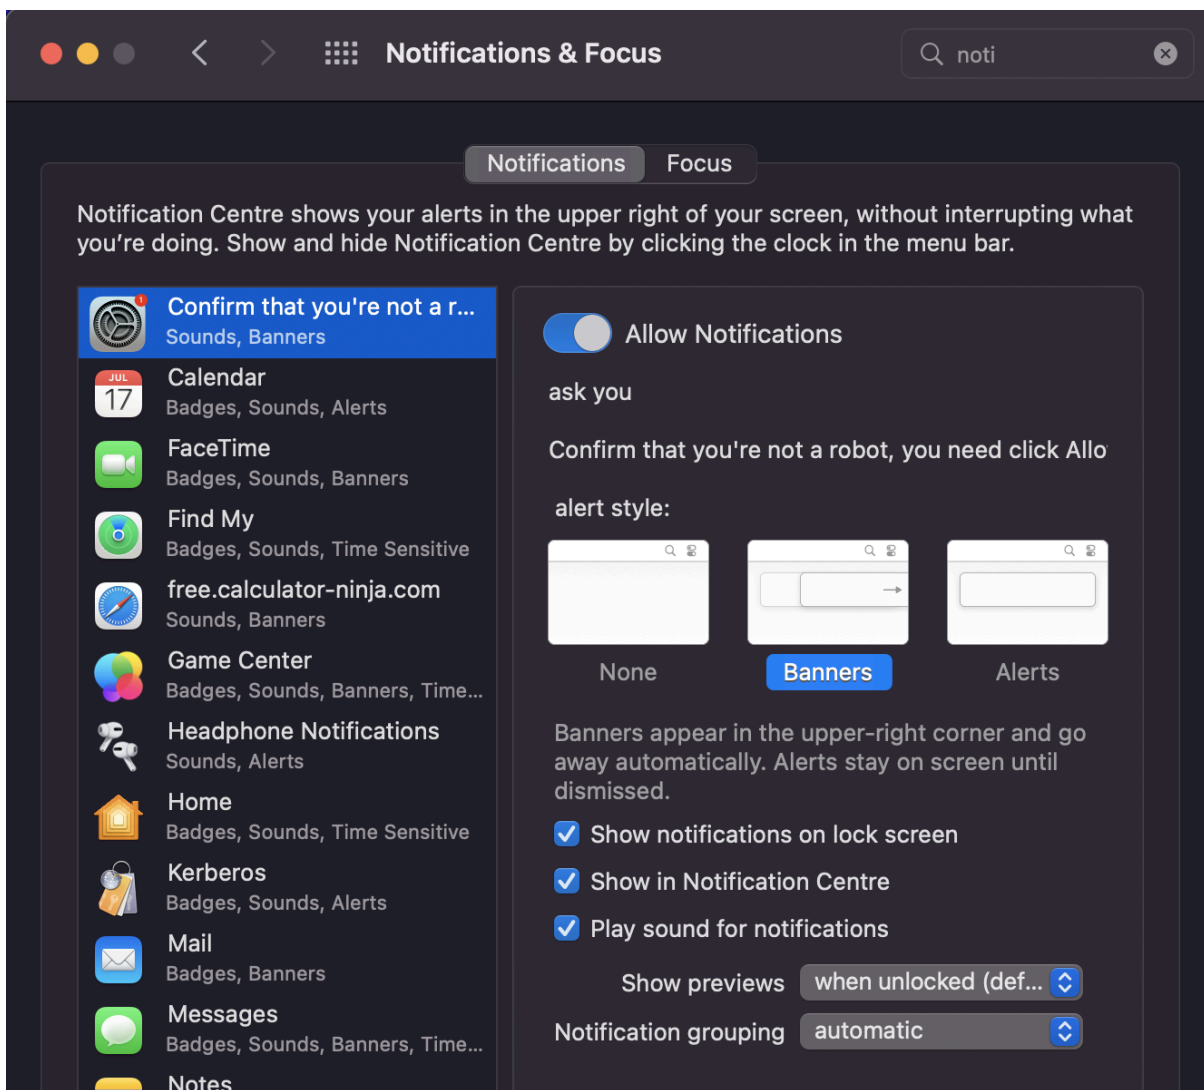 Notifications & Focus
noti
Notifications
Focus
Notification Centre shows your alerts in the upper right of your screen, without interrupting what
you're doing. Show and hide Notification Centre by clicking the clock in the menu bar.
1
Confirm that you're not a r...
Sounds, Banners
JUL
17
Calendar
Badges, Sounds, Alerts
FaceTime
Badges, Sounds, Banners
Find My
Badges, Sounds, Time Sensitive
free.calculator-ninja.com
Sounds, Banners
Game Center
Badges, Sounds, Banners, Time...
Headphone Notifications
Sounds, Alerts
Home
Badges, Sounds, Time Sensitive
Kerberos
Badges, Sounds, Alerts
Mail
Badges, Banners
Messages
Badges, Sounds, Banners, Time...
Notes
Allow Notifications
ask you
Confirm that you're not a robot, you need click Allo
alert style:
None
Banners
Alerts
Banners appear in the upper-right corner and go
away automatically. Alerts stay on screen until
dismissed.
Show notifications on lock screen
Show in Notification Centre
Play sound for notifications
Show previews
when unlocked (def...
Notification grouping
automatic